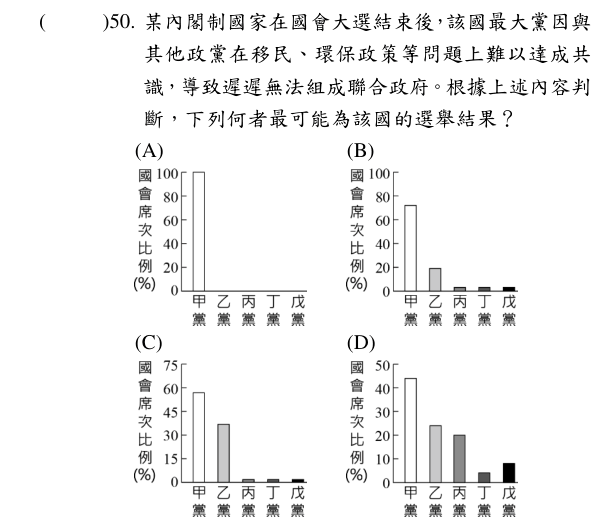 (　　)50. 某內閣制國家在國會大選結束後，該國最大黨因與
其他政黨在移民、環保政策等問題上難以達成共
識，導致遲遲無法組成聯合政府。根據上述內容判
斷，下列何者最可能為該國的選舉結果？
(A)
國會席次比例(%)
100
80
60
40
20
0
甲黨 乙黨 丙黨 丁黨 戊黨
(B)
國會席次比例(%)
100
80
60
40
20
0
甲黨 乙黨 丙黨 丁黨 戊黨
(C)
國會席次比例(%)
75
60
45
30
15
0
甲黨 乙黨 丙黨 丁黨 戊黨
(D)
國會席次比例(%)
50
40
30
20
10
0
甲黨 乙黨 丙黨 丁黨 戊黨